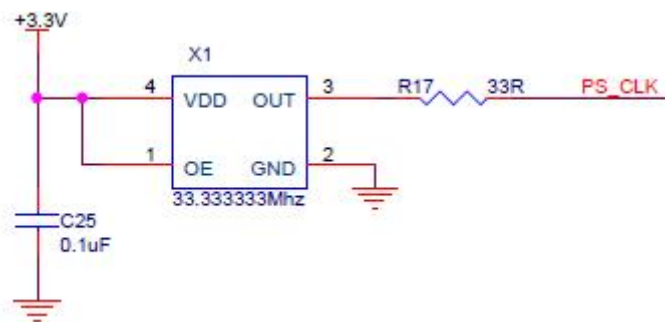 +3.3V
X1
4 VDD OUT 3 R17 33R PS_CLK
1 OE GND 2
33.333333Mhz
C25
0.1uF